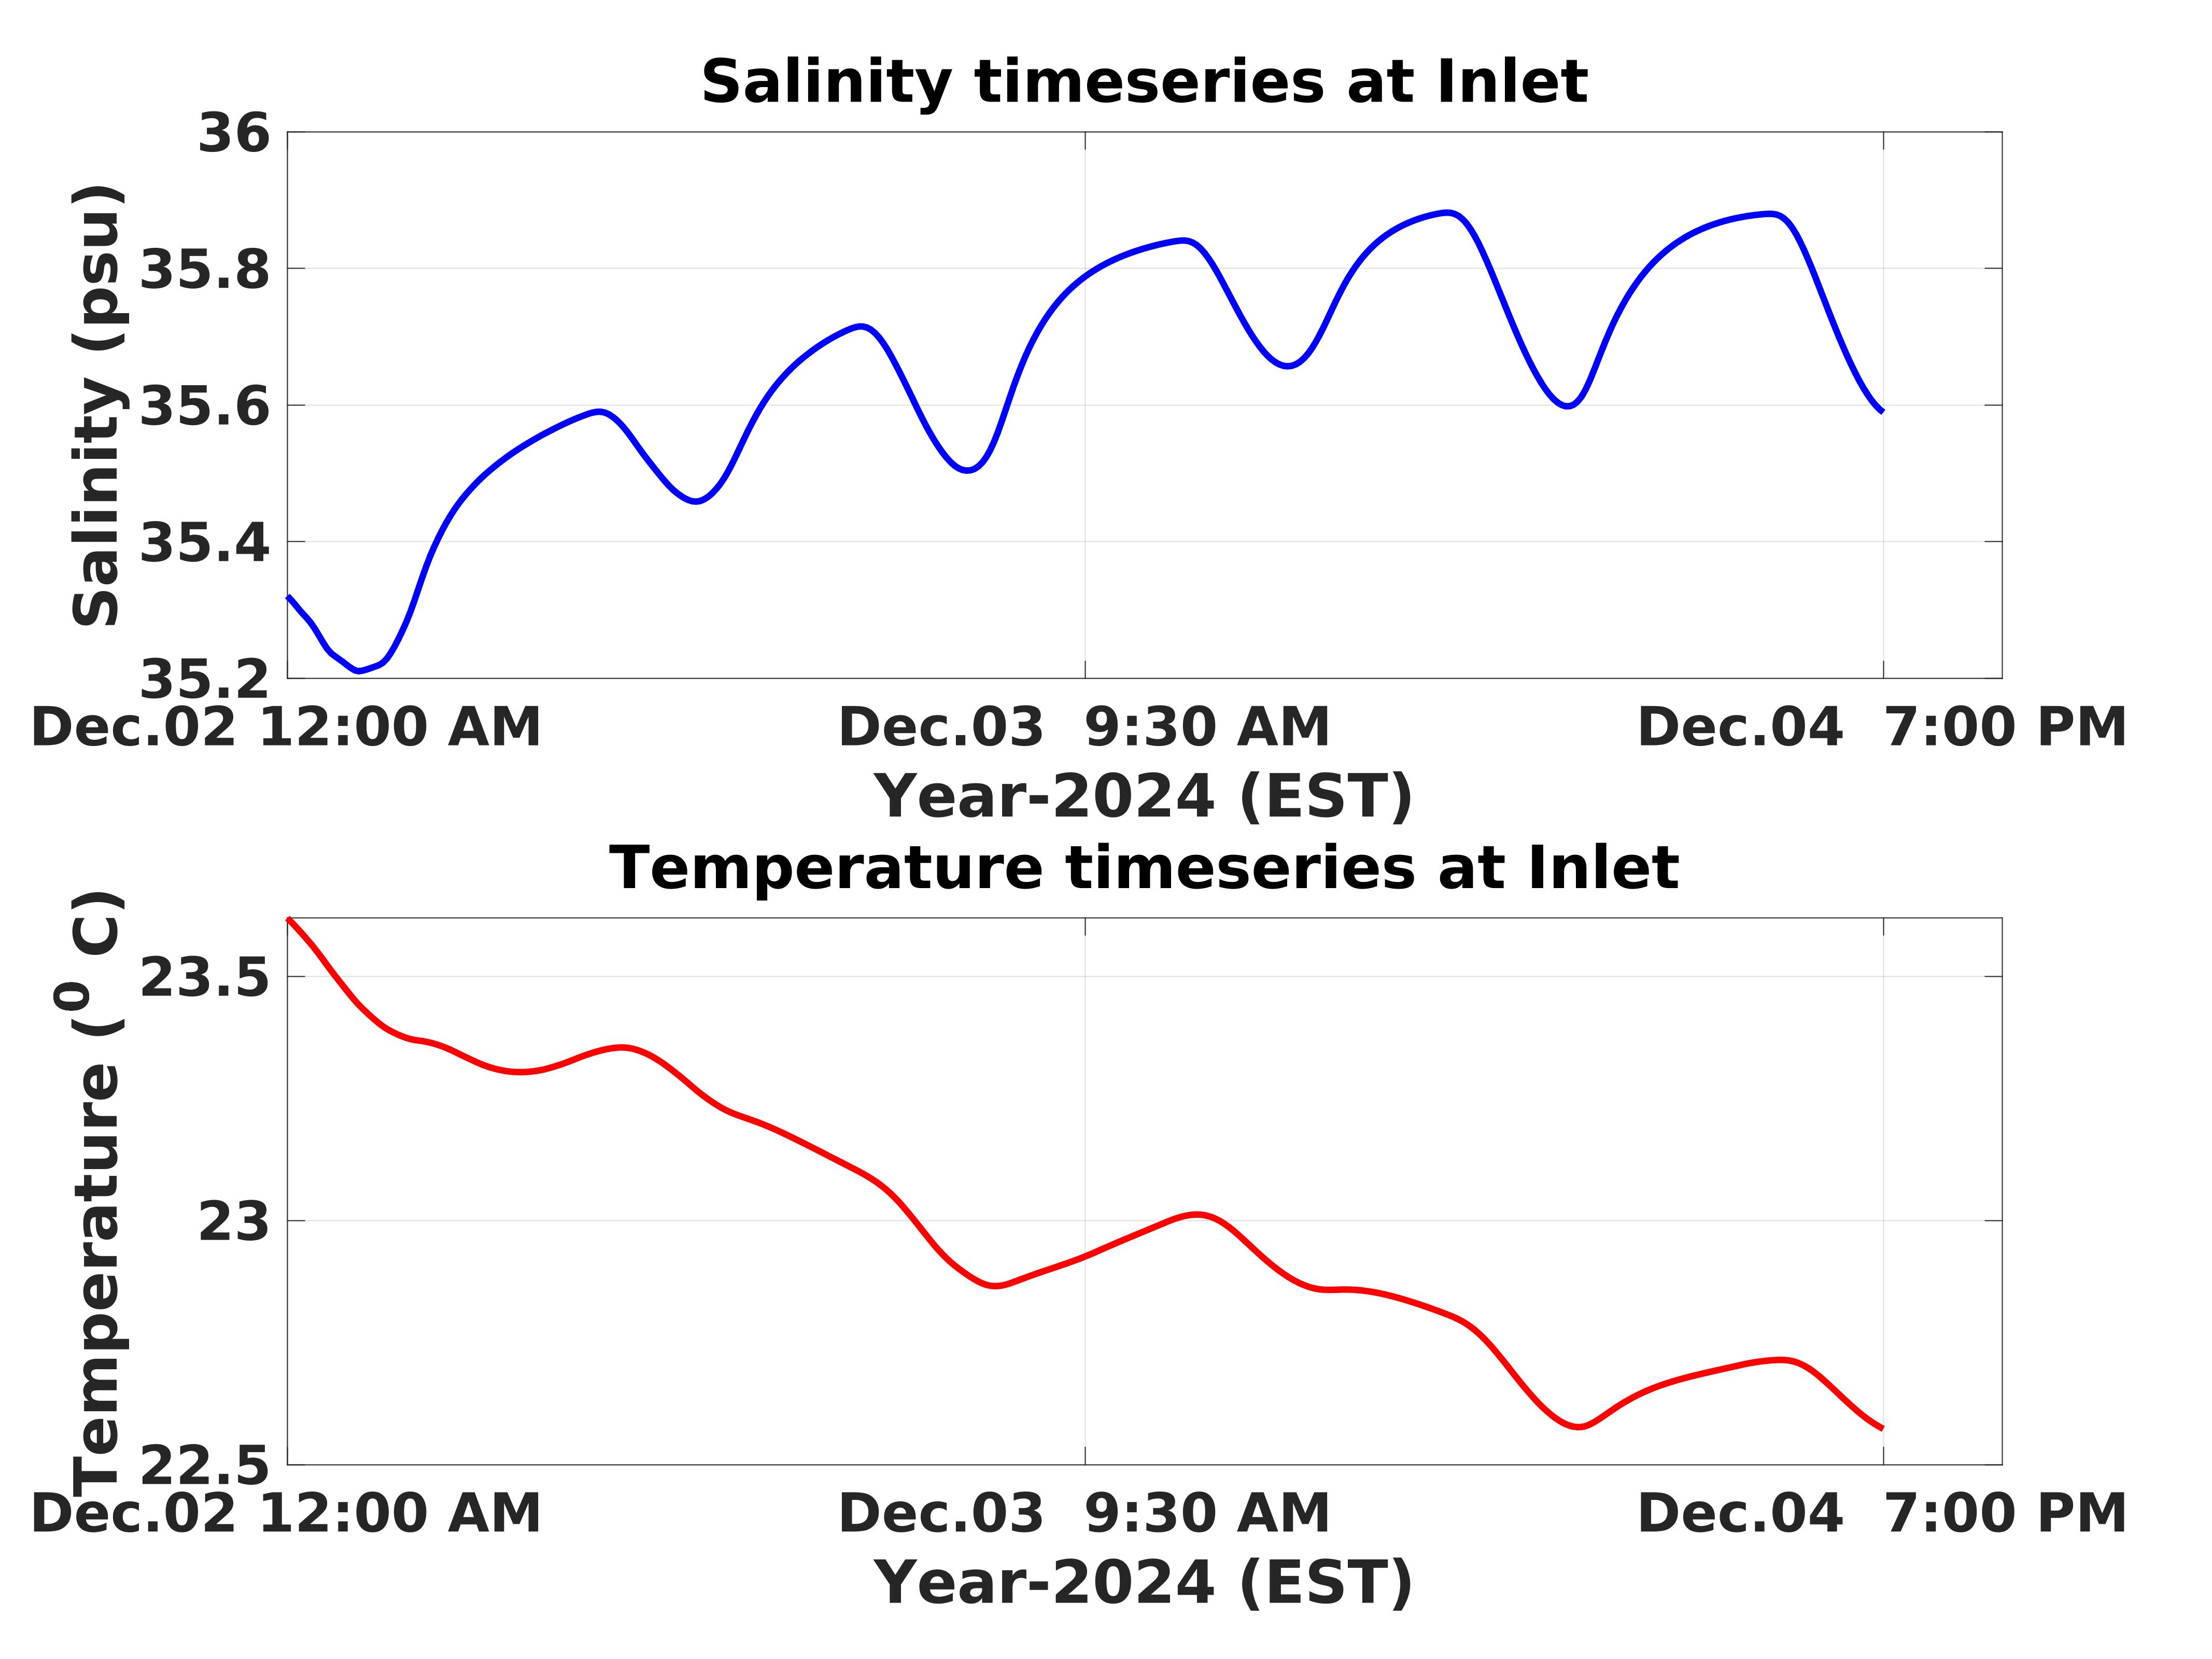 Salinity timeseries at Inlet
Salinity (psu)
36
35.8
35.6
35.4
35.2
Dec.02 12:00 AM Dec.03 9:30 AM Dec.04 7:00 PM
Year-2024 (EST)
Temperature timeseries at Inlet
Temperature (⁰ C)
23.5
23
22.5
Dec.02 12:00 AM Dec.03 9:30 AM Dec.04 7:00 PM
Year-2024 (EST)